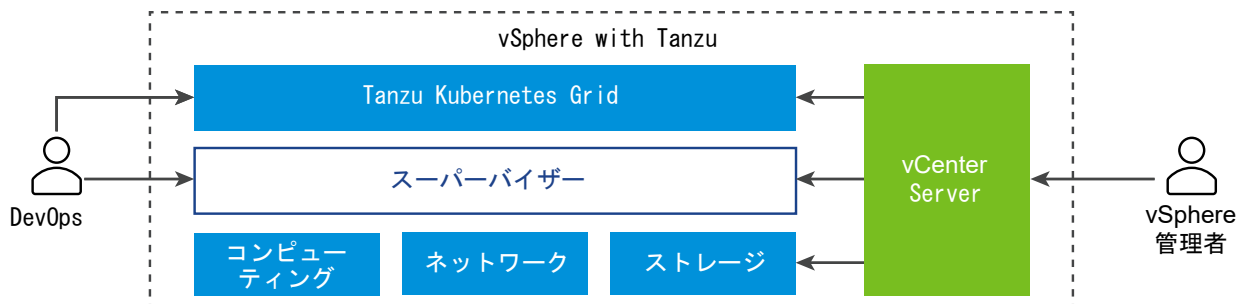 vSphere with Tanzu
Tanzu Kubernetes Grid
スーパーバイザー
vCenter
Server
DevOps
vSphere
管理者
コンピュー
ティング
ネットワーク
ストレージ